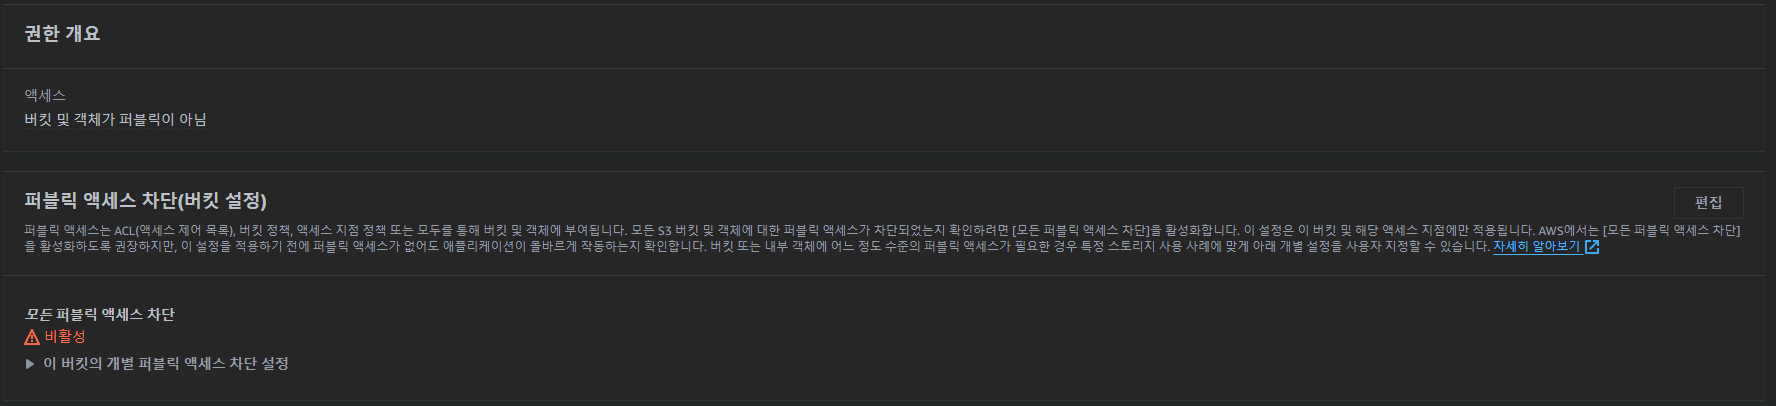 권한 개요
액세스
버킷 및 객체가 퍼블릭이 아님
퍼블릭 액세스 차단(버킷 설정)
편집
퍼블릭 액세스는 ACL(액세스 제어 목록), 버킷 정책, 액세스 지점 정책 또는 모두를 통해 버킷 및 객체에 부여됩니다. 모든 S3 버킷 및 객체에 대한 퍼블릭 액세스가 차단되었는지 확인하려면 [모든 퍼블릭 액세스 차단]을 활성화합니다. 이 설정은 이 버킷 및 해당 액세스 지점에만 적용됩니다. AWS에서는 [모든 퍼블릭 액세스 차단]
을 활성화하도록 권장하지만, 이 설정을 적용하기 전에 퍼블릭 액세스가 없어도 애플리케이션이 올바르게 작동하는지 확인합니다. 버킷 또는 내부 객체에 어느 정도 수준의 퍼블릭 액세스가 필요한 경우 특정 스토리지 사용 사례에 맞게 아래 개별 설정을 사용자 지정할 수 있습니다. 자세히 알아보기
모든 퍼블릭 액세스 차단
비활성
이 버킷의 개별 퍼블릭 액세스 차단 설정